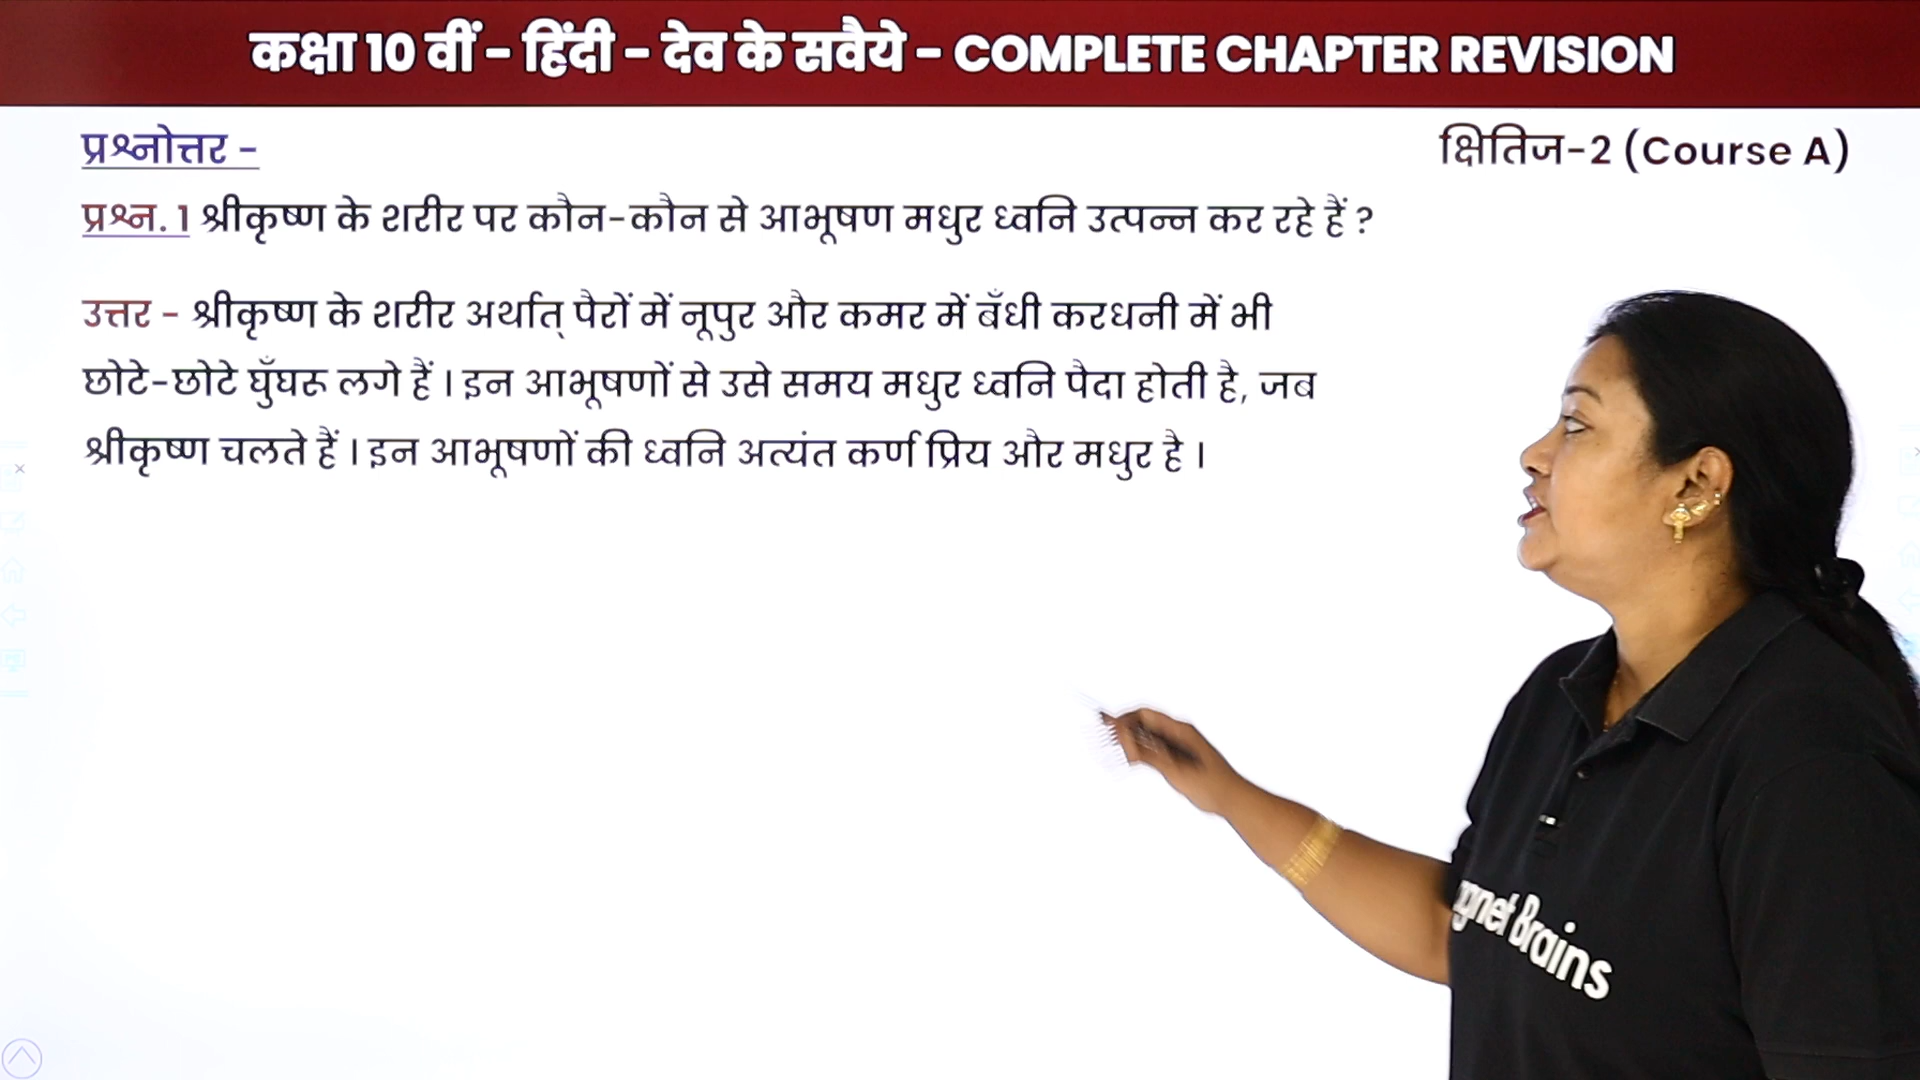 कक्षा 10 वीं - हिंदी - देव के सवैये - COMPLETE CHAPTER REVISION
प्रश्नोत्तर -
क्षितिज-2 (Course A)
प्रश्न. 1 श्रीकृष्ण के शरीर पर कौन-कौन से आभूषण मधुर ध्वनि उत्पन्न कर रहे हैं ?
उत्तर - श्रीकृष्ण के शरीर अर्थात् पैरों में नूपुर और कमर में बँधी करधनी में भी
छोटे-छोटे घुँघरू लगे हैं । इन आभूषणों से उसे समय मधुर ध्वनि पैदा होती है, जब
श्रीकृष्ण चलते हैं । इन आभूषणों की ध्वनि अत्यंत कर्ण प्रिय और मधुर है ।
Brains